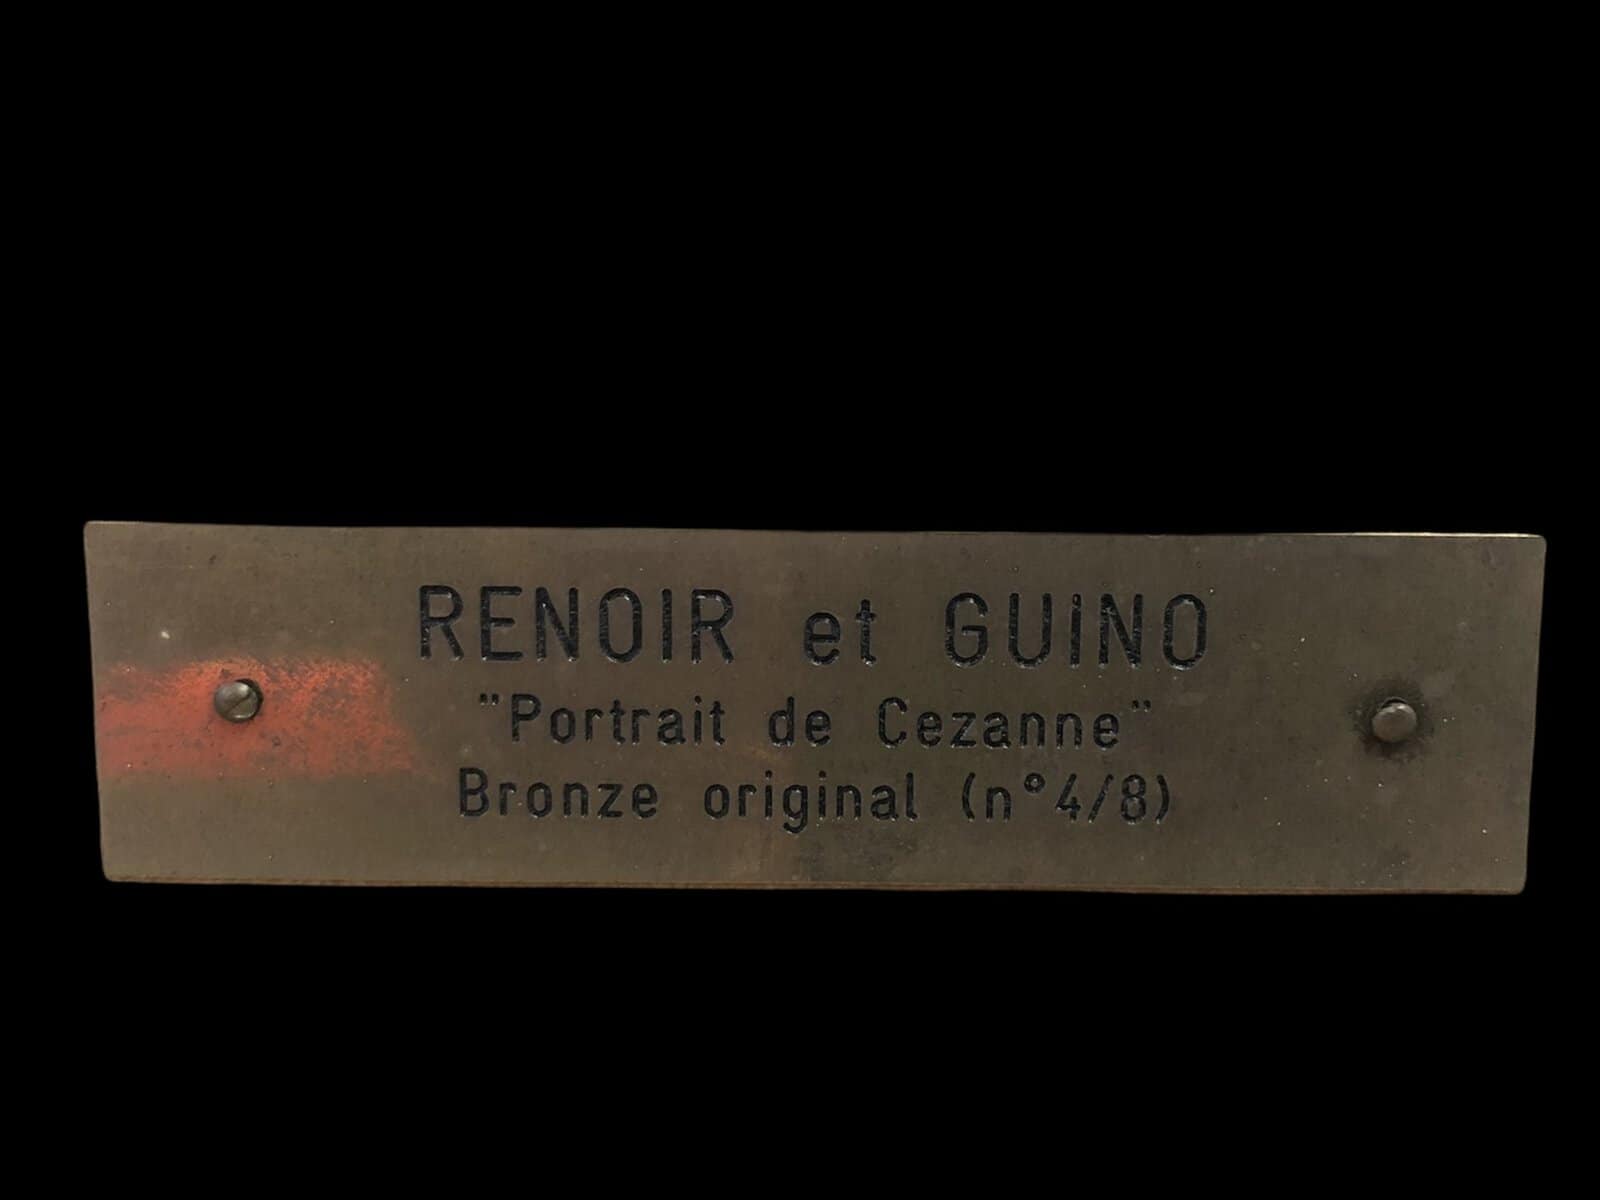 RENOIR et GUINO
"Portrait de Cezanne"
Bronze original (n°4/8)